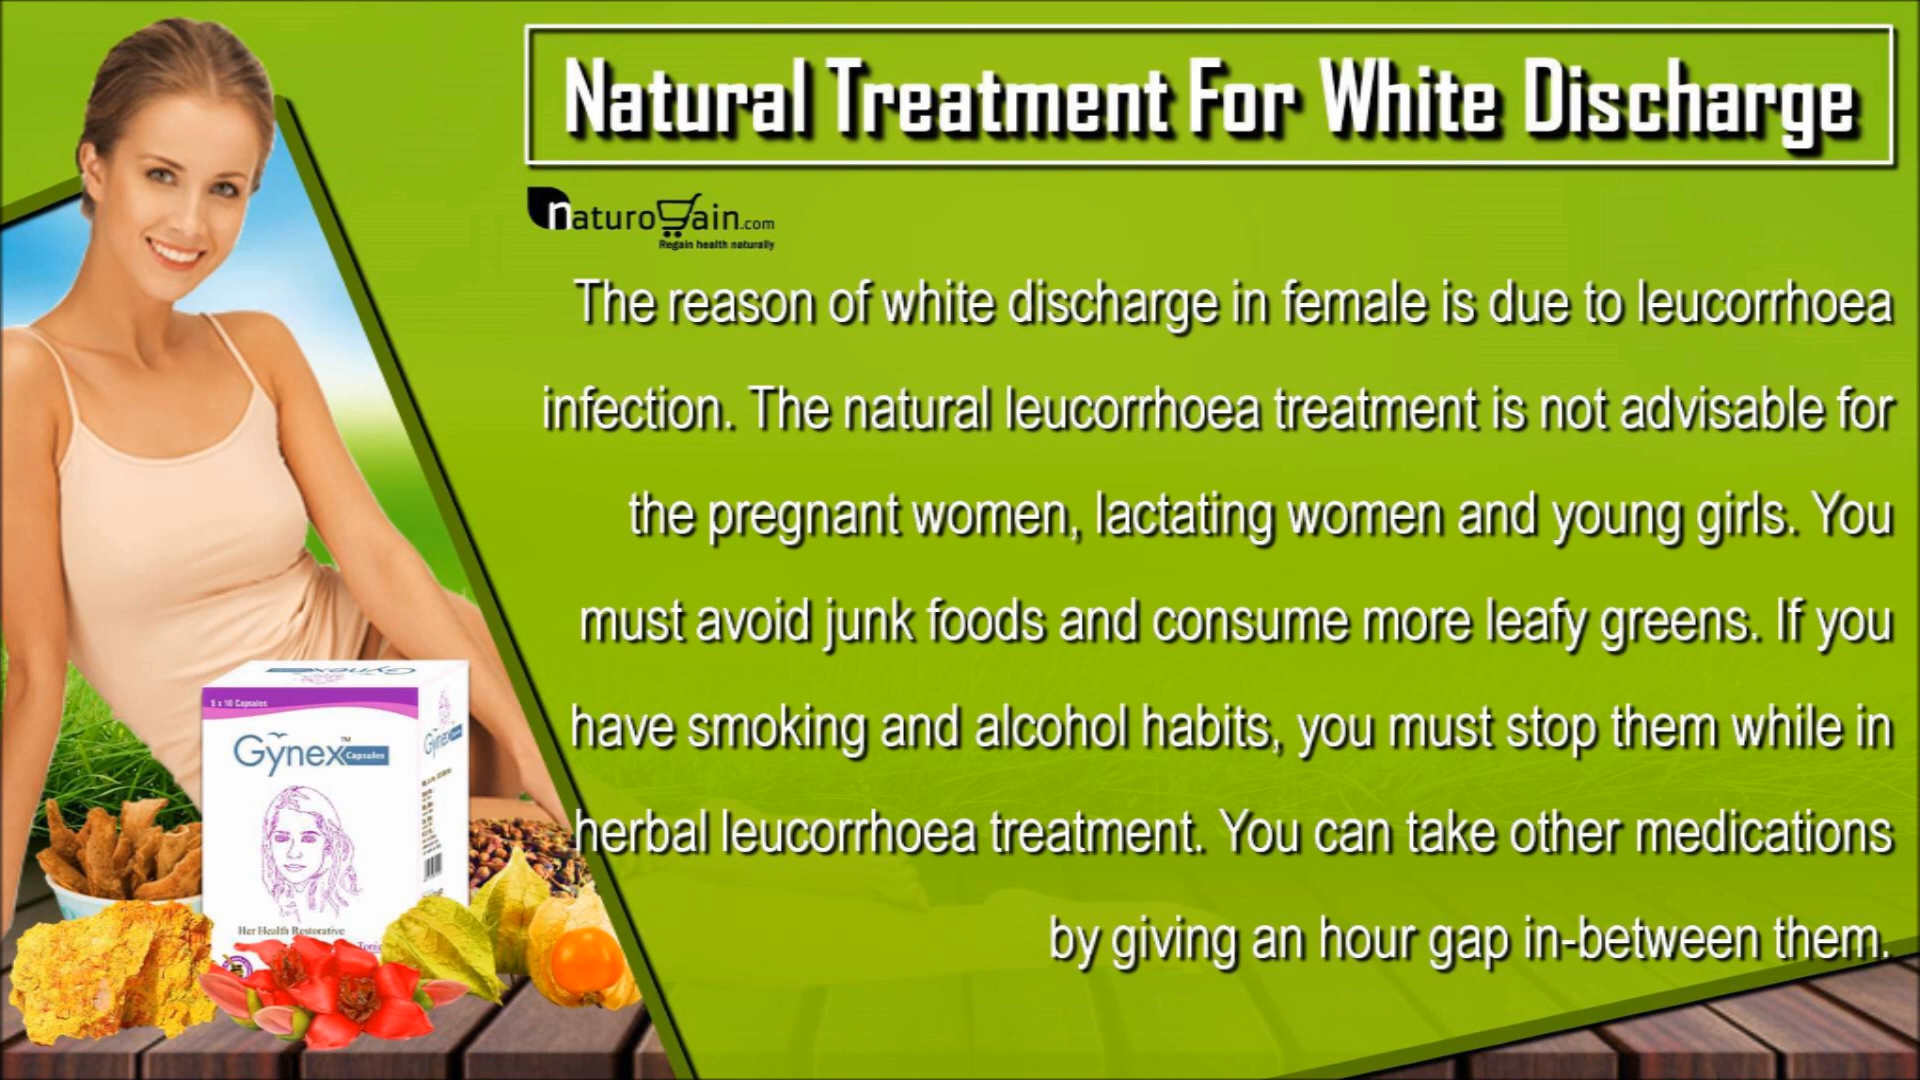 Natural Treatment For White Discharge
naturoGain.com
Regain health naturally
The reason of white discharge in female is due to leucorrhoea
infection. The natural leucorrhoea treatment is not advisable for
the pregnant women, lactating women and young girls. You
must avoid junk foods and consume more leafy greens. If you
have smoking and alcohol habits, you must stop them while in
herbal leucorrhoea treatment. You can take other medications
by giving an hour gap in-between them.
Gynex
5 x 10 Capsules
Gynex™ Capsules
Gynex
Her Health Restorative
Tonic